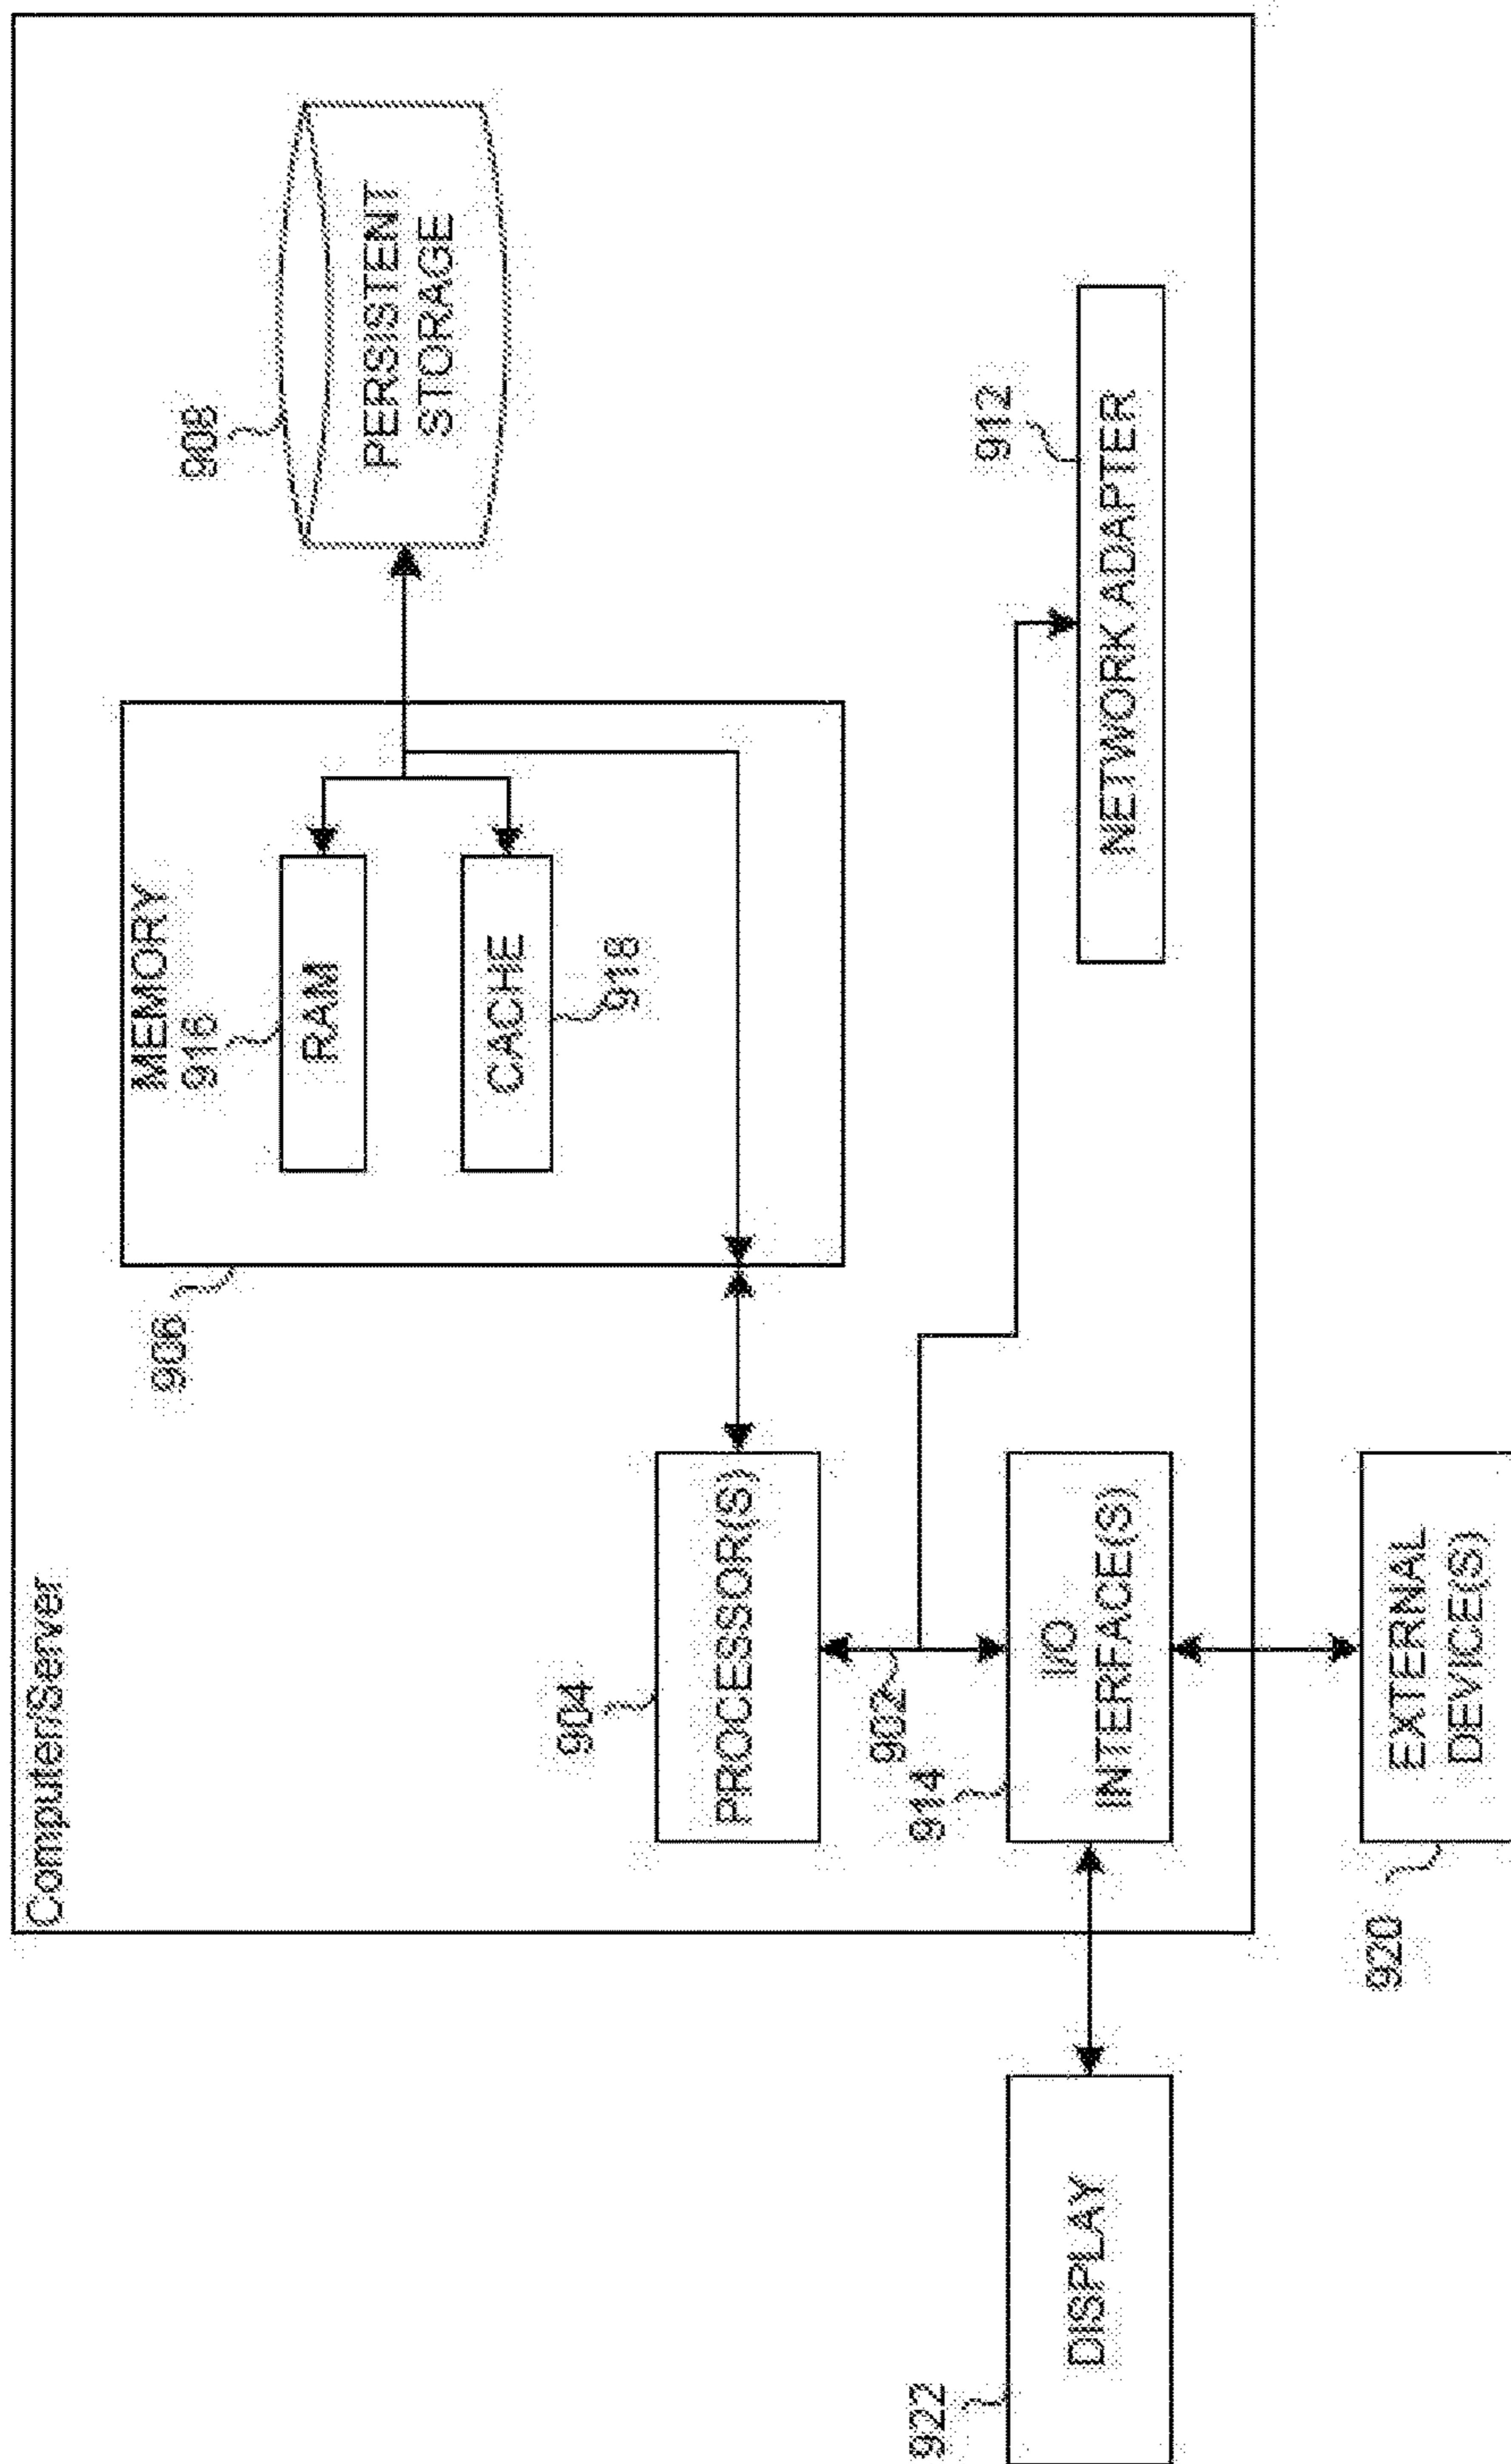 Computer/Server
MEMORY
916
RAM
CACHE
918
906
908
PERSISTENT
STORAGE
904
PROCESSOR(S)
902
914
I/O
INTERFACE(S)
912
NETWORK ADAPTER
922
DISPLAY
920
EXTERNAL
DEVICE(S)